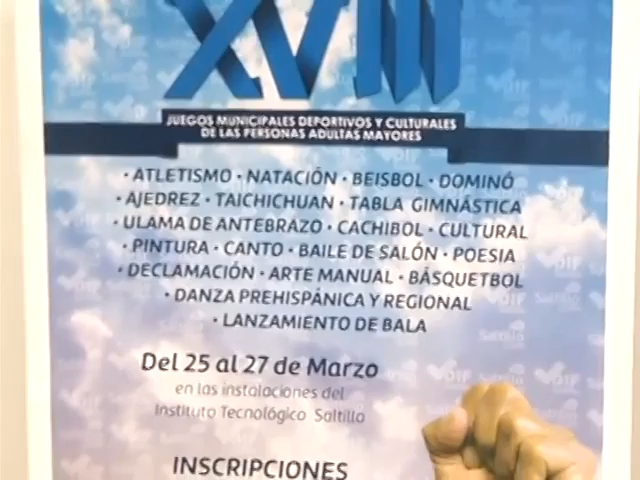 XVIII
JUEGOS MUNICIPALES DEPORTIVOS Y CULTURALES
DE LAS PERSONAS ADULTAS MAYORES
· ATLETISMO · NATACIÓN · BEISBOL · DOMINÓ
· AJEDREZ · TAICHICHUAN · TABLA GIMNÁSTICA
· ULAMA DE ANTEBRAZO · CACHIBOL · CULTURAL
· PINTURA · CANTO · BAILE DE SALÓN · POESIA
· DECLAMACIÓN · ARTE MANUAL · BÁSQUETBOL
· DANZA PREHISPÁNICA Y REGIONAL
· LANZAMIENTO DE BALA
Del 25 al 27 de Marzo
en las instalaciones del
Instituto Tecnológico Saltillo
INSCRIPCIONES